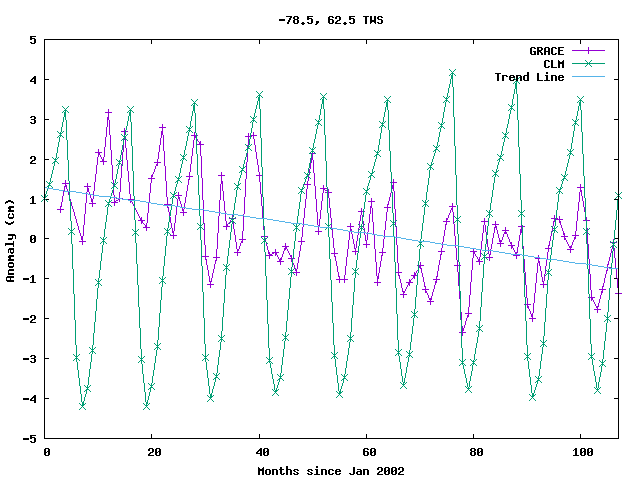 -78.5, 62.5 TWS
GRACE
CLM
Trend Line
5
4
3
2
1
0
-1
-2
-3
-4
-5
Anomaly (cm)
0 20 40 60 80 100
Months since Jan 2002